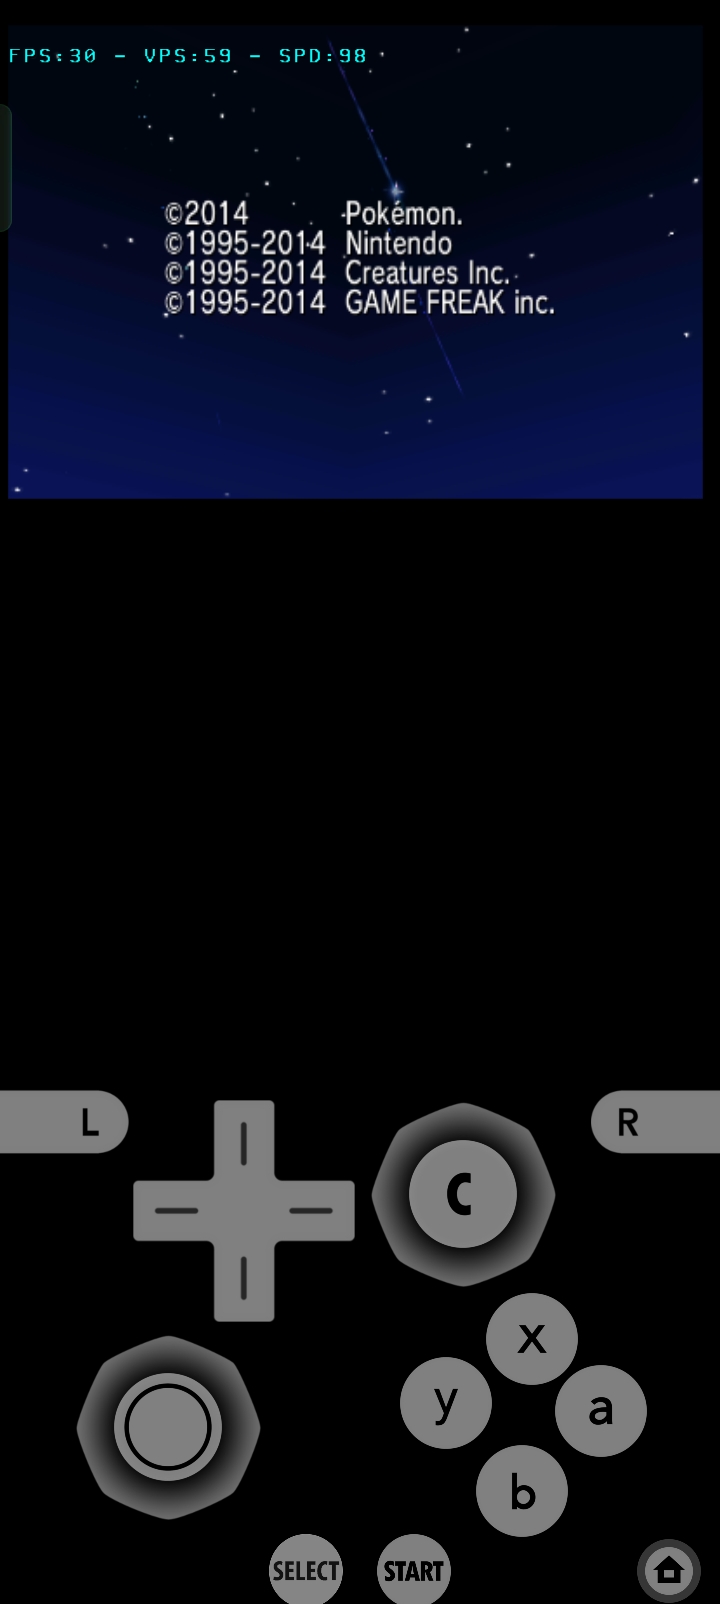 FPS:30 - VPS:59 - SPD:98
©2014 Pokémon.
©1995-2014 Nintendo
©1995-2014 Creatures Inc.
©1995-2014 GAME FREAK inc.
L
R
C
x
y
a
b
SELECT
START